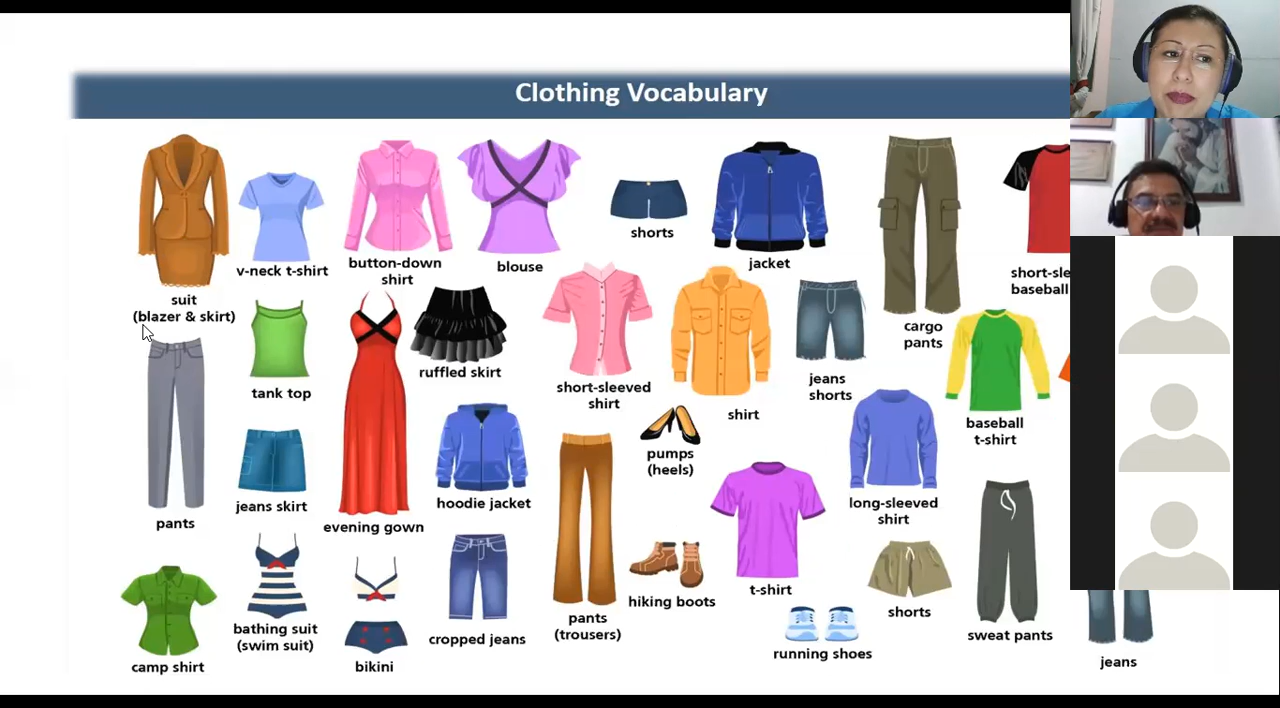 Clothing Vocabulary
suit
(blazer & skirt)
v-neck t-shirt
button-down
shirt
blouse
shorts
jacket
cargo
pants
baseball
pants
tank top
jeans skirt
evening gown
ruffled skirt
hoodie jacket
short-sleeved
shirt
shirt
pumps
(heels)
jeans
shorts
baseball
t-shirt
long-sleeved
shirt
camp shirt
bathing suit
(swim suit)
bikini
cropped jeans
pants
(trousers)
hiking boots
t-shirt
running shoes
shorts
sweat pants
jeans